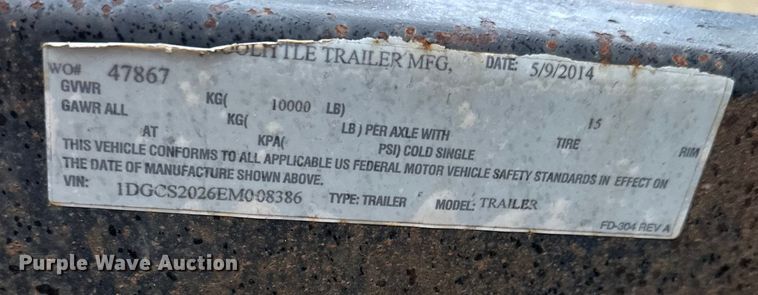 OOLITTLE TRAILER MFG, DATE: 5/9/2014
WO# 47867
GVWR KG( 10000 LB)
GAWR ALL KG( LB) PER AXLE WITH 15 TIRE RIM
AT KPA( PSI) COLD SINGLE
THIS VEHICLE CONFORMS TO ALL APPLICABLE US FEDERAL MOTOR VEHICLE SAFETY STANDARDS IN EFFECT ON
THE DATE OF MANUFACTURE SHOWN ABOVE.
VIN: 1DGCS2026EM008386 TYPE: TRAILER MODEL: TRAILER
FD-304 REV A
Purple Wave Auction